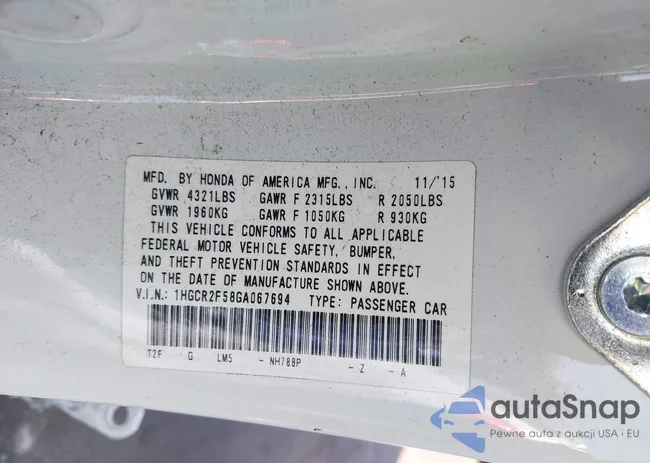 MFD. BY HONDA OF AMERICA MFG., INC. 11/'15
GVWR 4321LBS GAWR F 2315LBS R 2050LBS
GVWR 1960KG GAWR F 1050KG R 930KG
THIS VEHICLE CONFORMS TO ALL APPLICABLE
FEDERAL MOTOR VEHICLE SAFETY, BUMPER,
AND THEFT PREVENTION STANDARDS IN EFFECT
ON THE DATE OF MANUFACTURE SHOWN ABOVE.
V.I.N.: 1HGCR2F58GA067694 TYPE: PASSENGER CAR
T2F G LM5 - NH788P - Z - A
autaSnap
Pewne auta z aukcji USA i EU